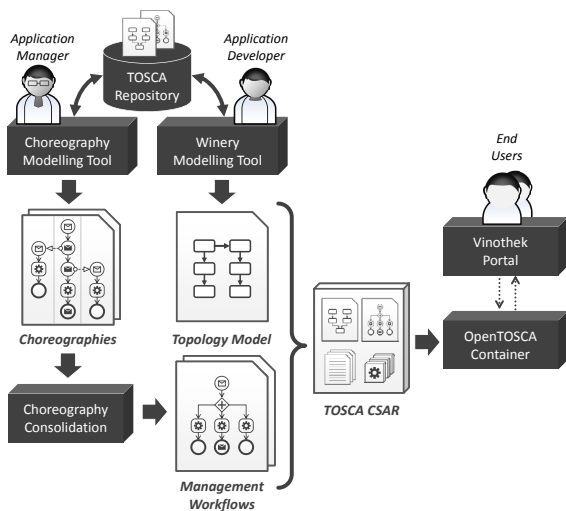 Application
Manager
TOSCA
Repository
Application
Developer
Choreography
Modelling Tool
Winery
Modelling Tool
End
Users
Vinothek
Portal
Choreographies
Topology Model
OpenTOSCA
Container
TOSCA CSAR
Choreography
Consolidation
Management
Workflows